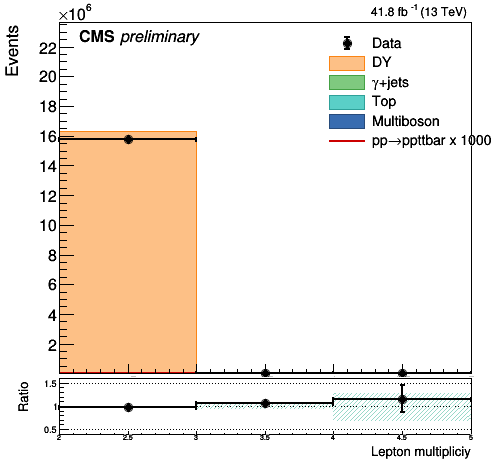 ×10⁶
41.8 fb⁻¹ (13 TeV)
CMS preliminary
Events
Data
DY
γ+jets
Top
Multiboson
pp→ppttbar x 1000
22
20
18
16
14
12
10
8
6
4
2
Ratio
1.5
1
0.5
2 2.5 3 3.5 4 4.5 5
Lepton multipliciy